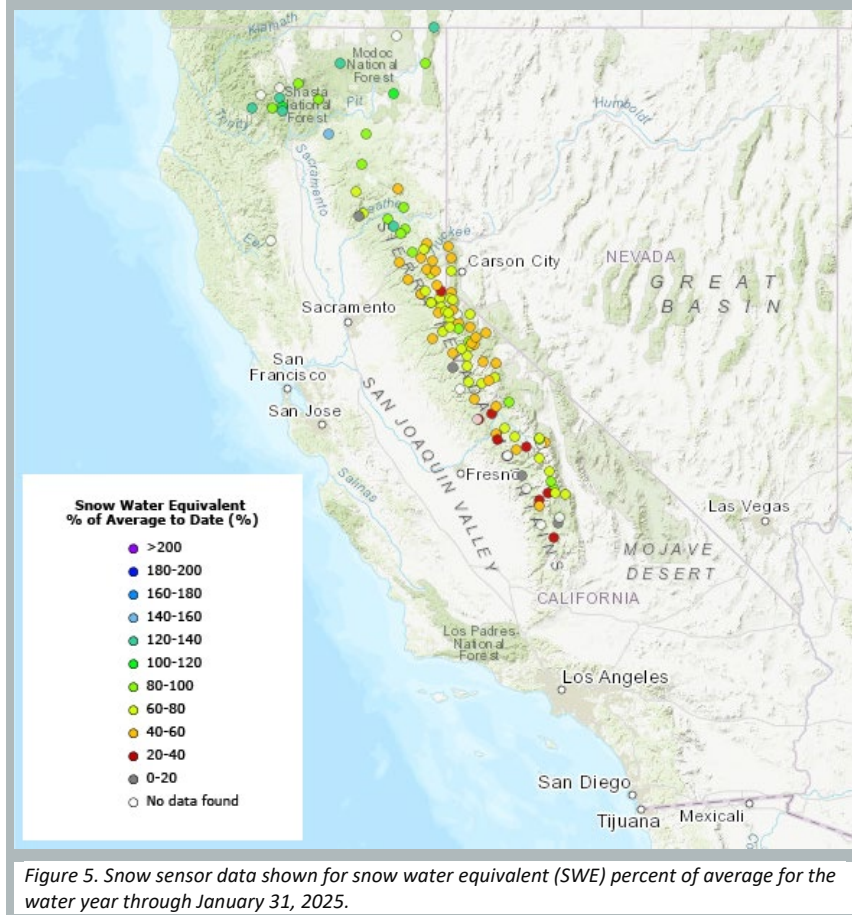 Klamath
Modoc
National
Forest
Shasta
National
Forest
Pit
Trinity
Humboldt
Sacramento
Eel
Carson City
NEVADA
GREAT
BASIN
Sacramento
San
Francisco
San Jose
SAN JOAQUIN VALLEY
Salinas
Fresno
Las Vegas
MOJAVE
DESERT
CALIFORNIA
Los Padres
National
Forest
Los Angeles
San Diego
Tijuana
Mexicali
Snow Water Equivalent
% of Average to Date (%)
>200
180-200
160-180
140-160
120-140
100-120
80-100
60-80
40-60
20-40
0-20
No data found
Figure 5. Snow sensor data shown for snow water equivalent (SWE) percent of average for the
water year through January 31, 2025.